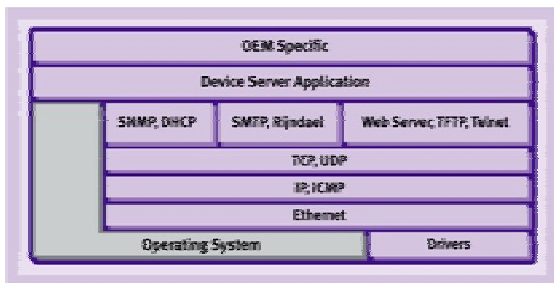 OEM Specific
Device Server Application
SNMP, DHCP
SMTP, Rijndael
Web Server, TFTP, Telnet
TCP, UDP
IP, ICMP
Ethernet
Operating System
Drivers